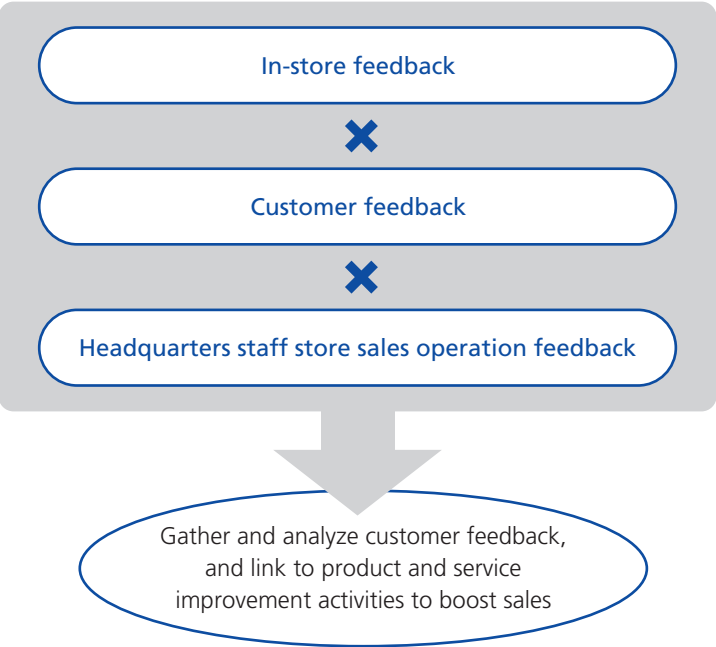 In-store feedback
×
Customer feedback
×
Headquarters staff store sales operation feedback
Gather and analyze customer feedback,
and link to product and service
improvement activities to boost sales